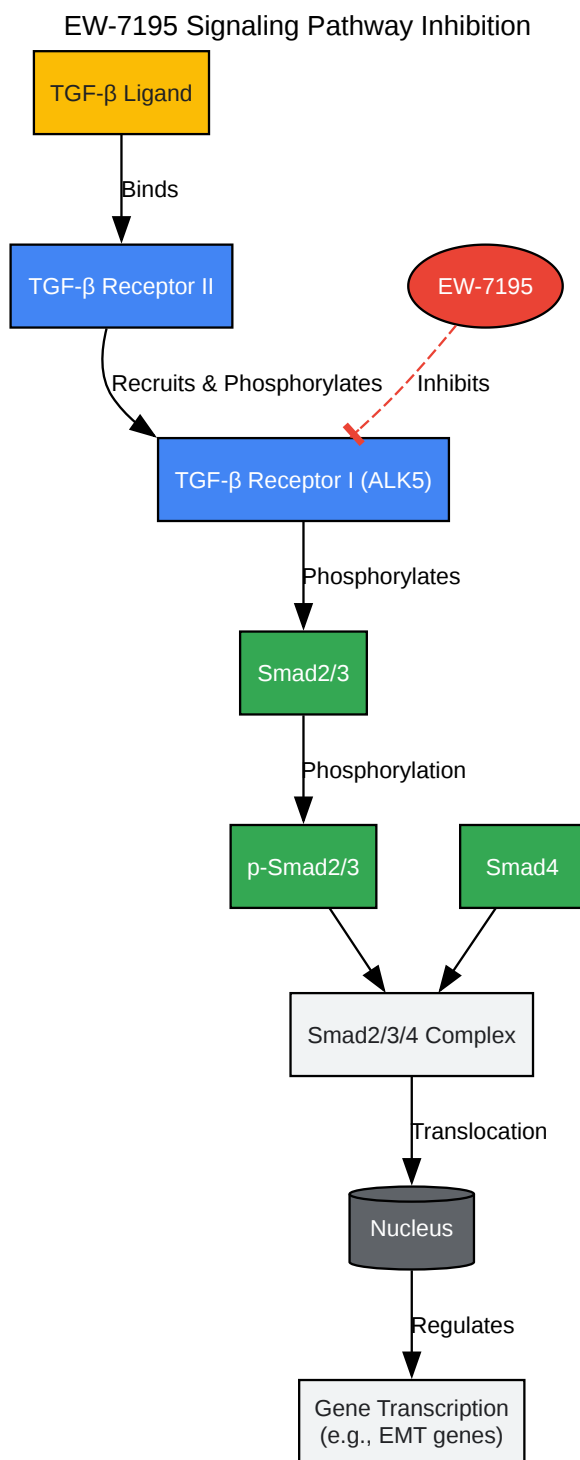 EW-7195 Signaling Pathway Inhibition
TGF-β Ligand
Binds
TGF-β Receptor II
EW-7195
Recruits & Phosphorylates
Inhibits
TGF-β Receptor I (ALK5)
Phosphorylates
Smad2/3
Phosphorylation
p-Smad2/3
Smad4
Smad2/3/4 Complex
Translocation
Nucleus
Regulates
Gene Transcription
(e.g., EMT genes)